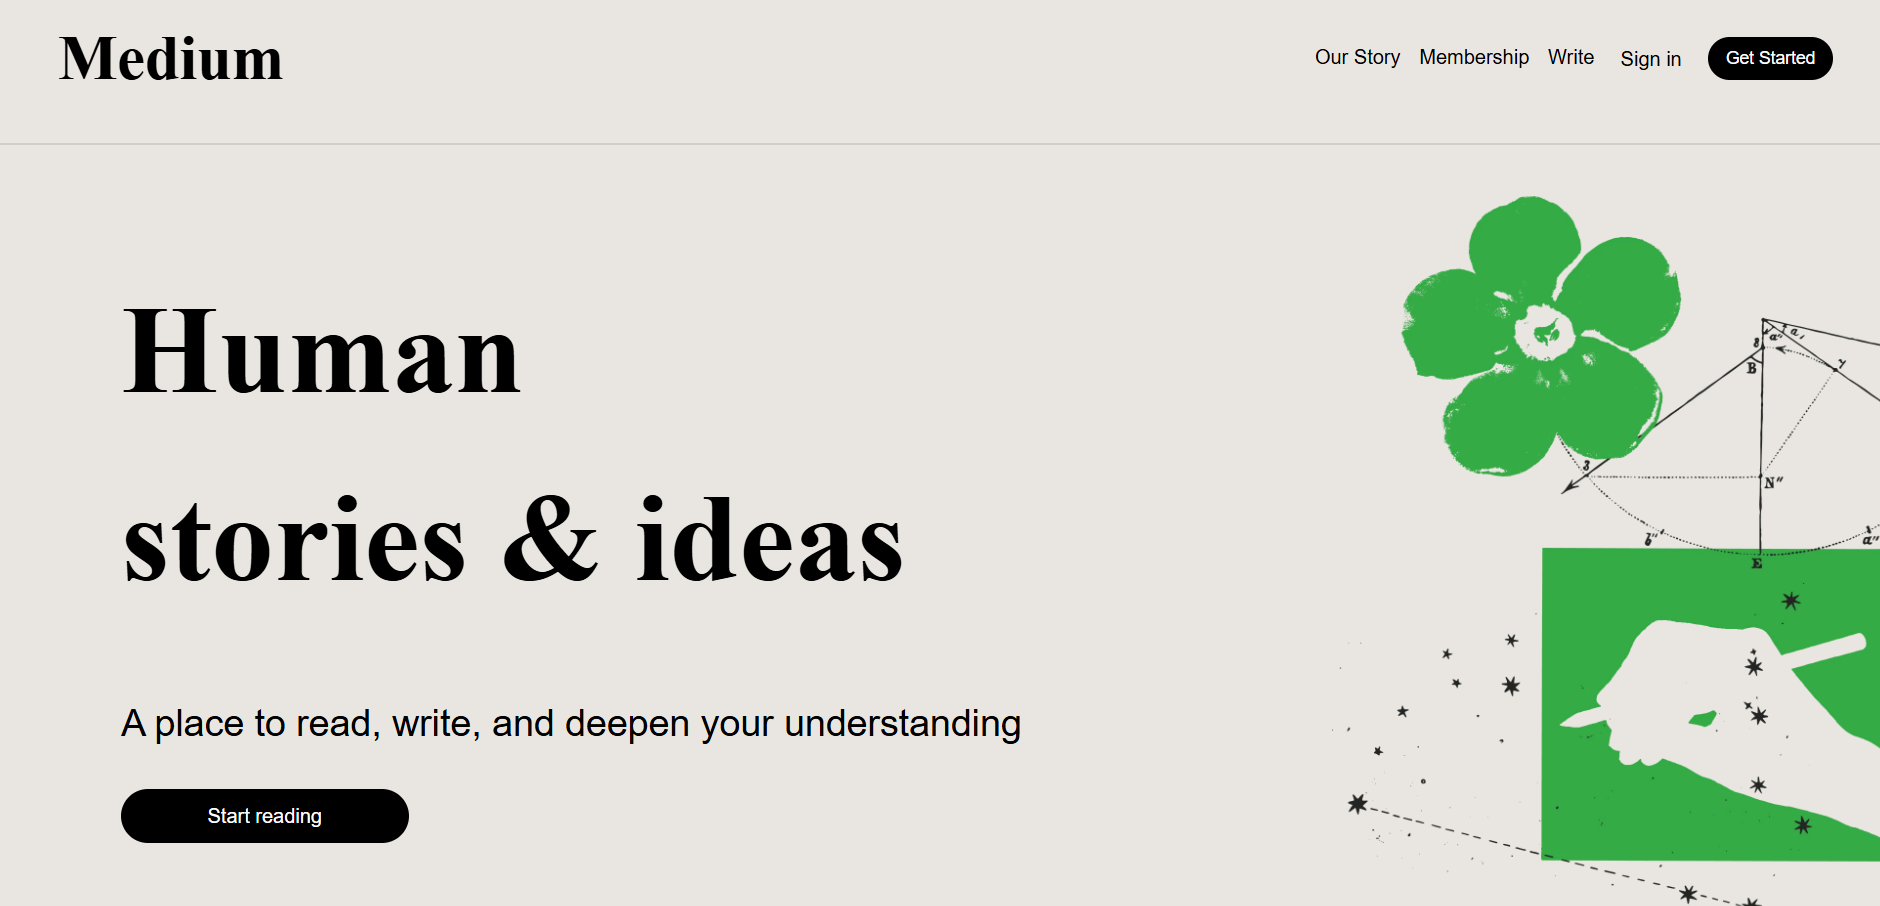 Medium
Our Story Membership Write Sign in Get Started
Human
stories & ideas
A place to read, write, and deepen your understanding
Start reading
B
N"
b"
a"
E